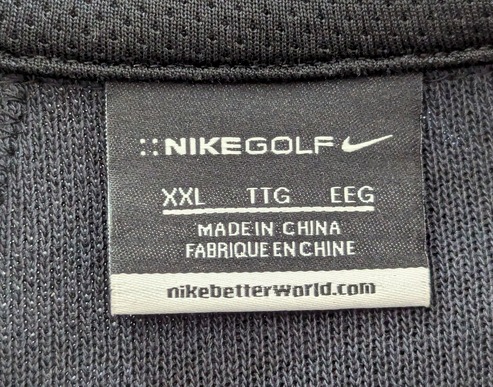 NIKEGOLF
XXL TTG EEG
MADE IN CHINA
FABRIQUE EN CHINE
nikebetterworld.com